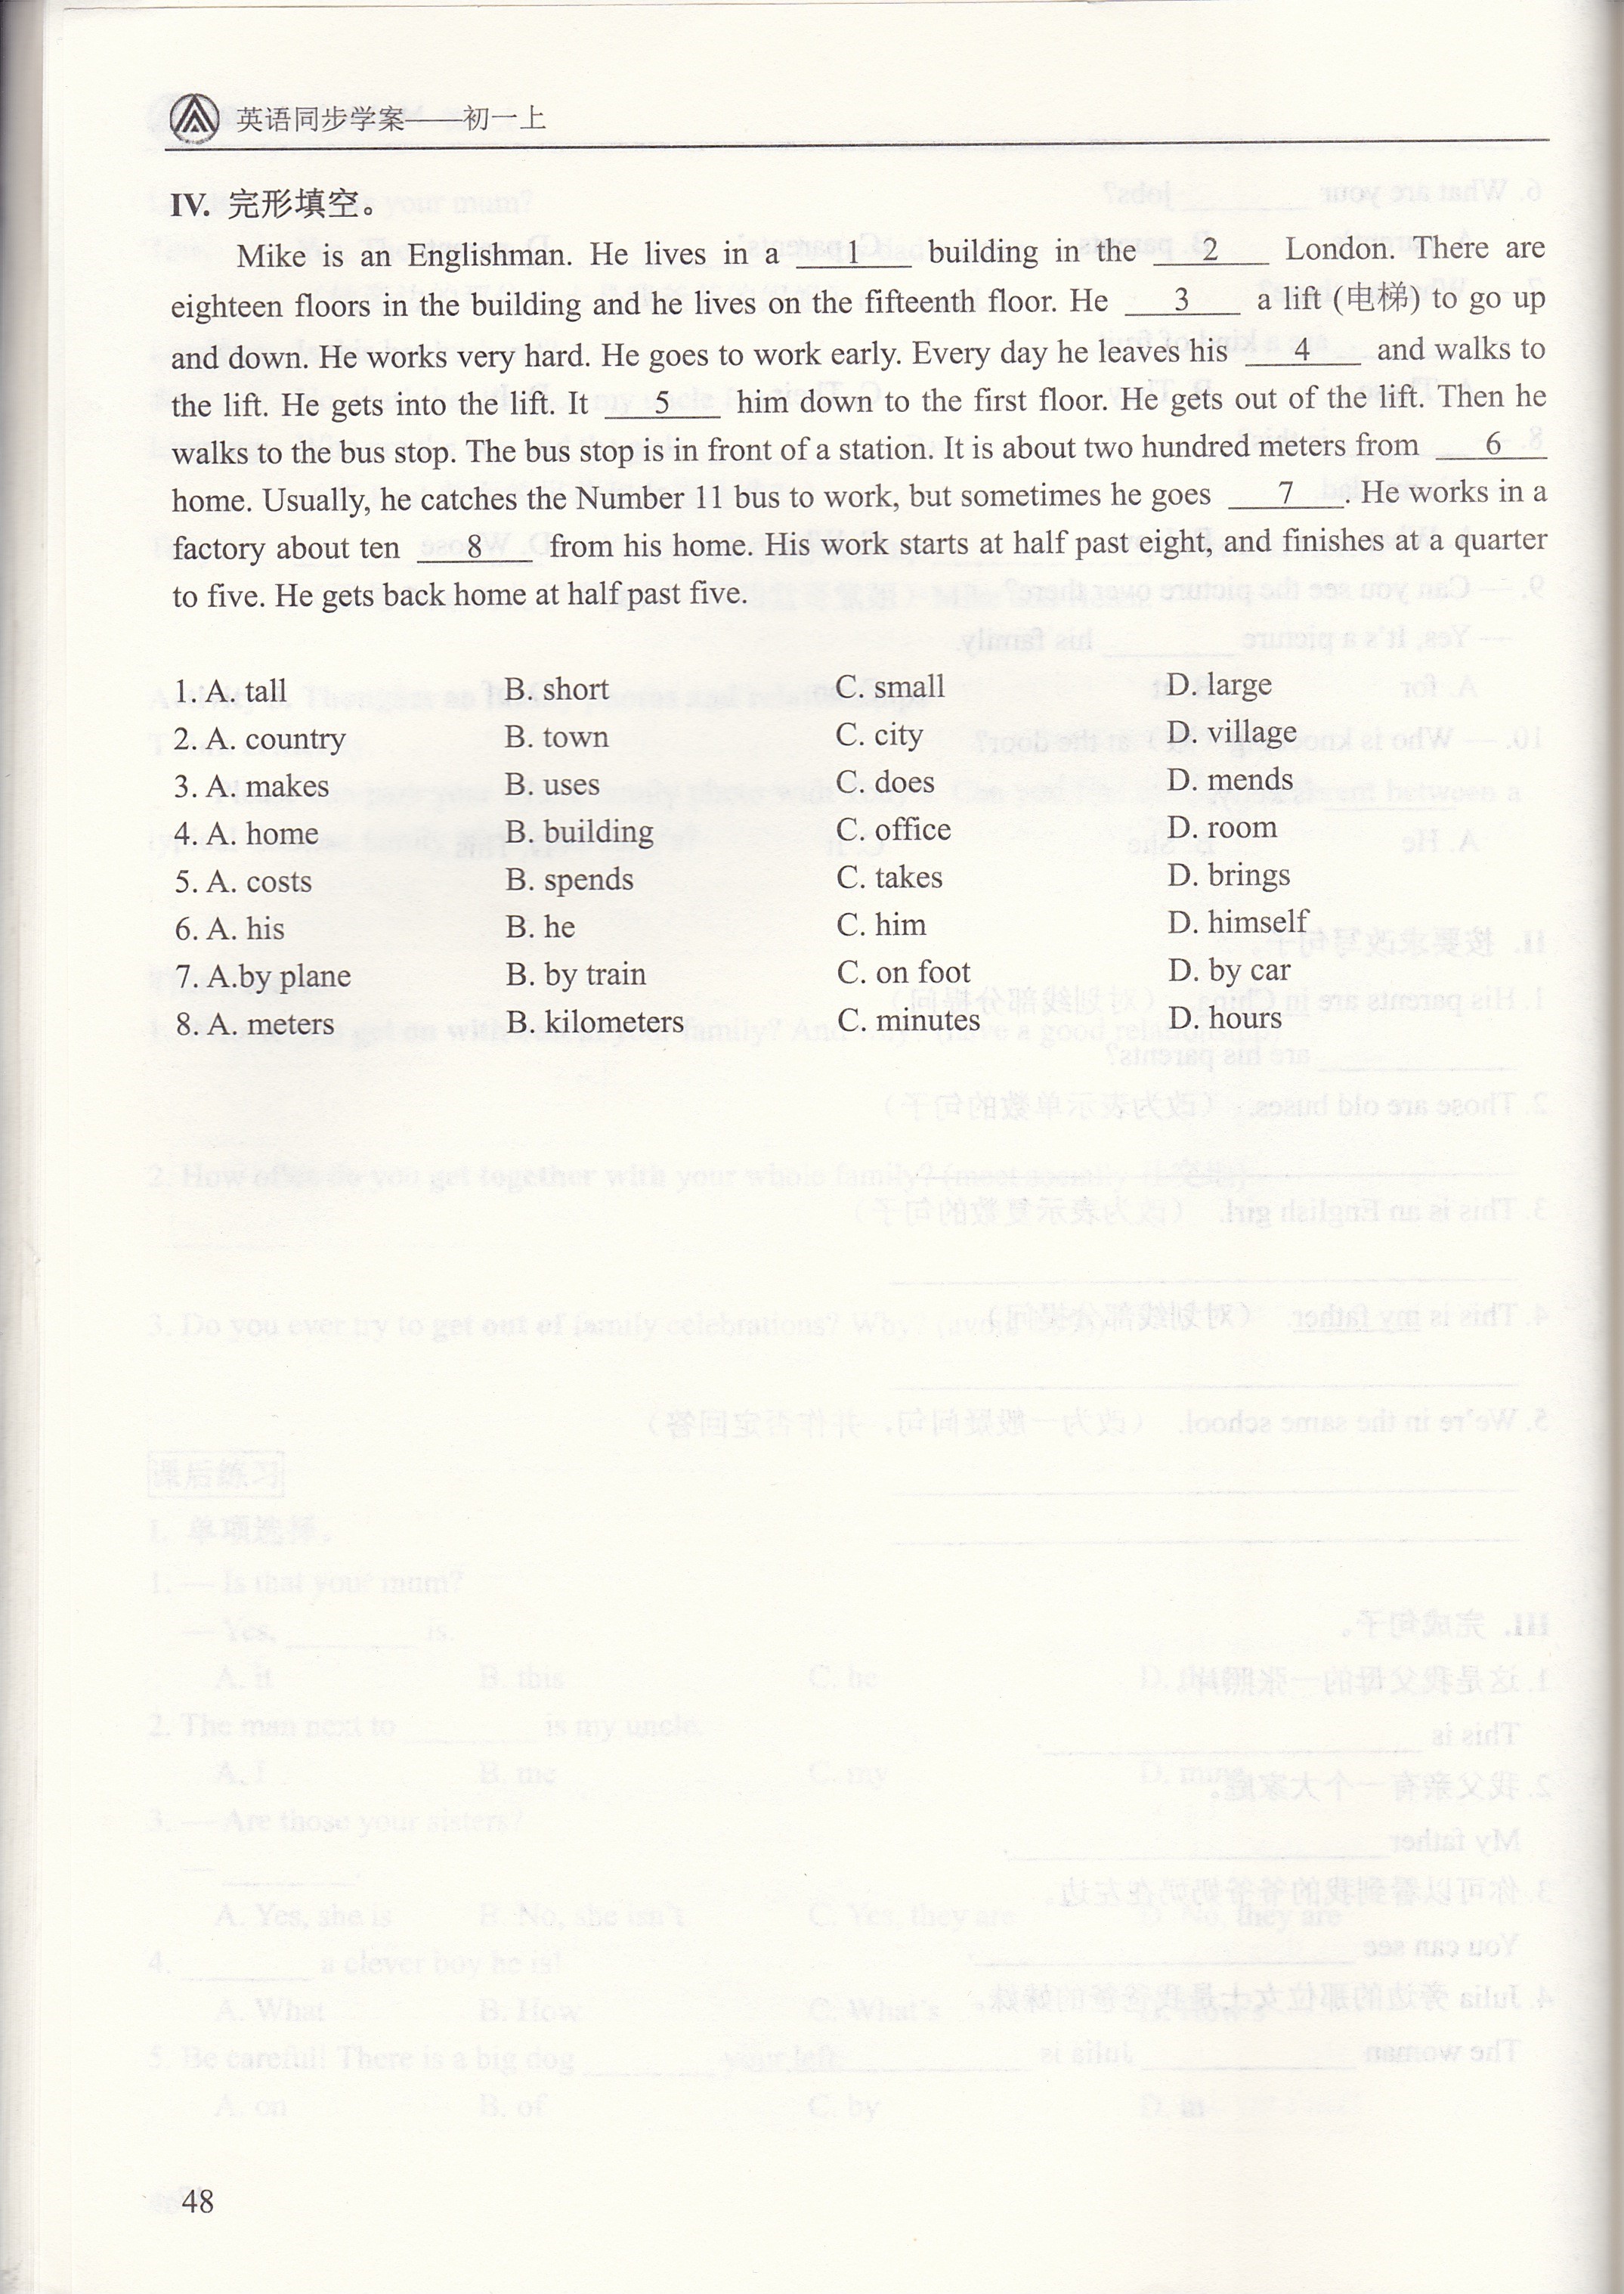 英语同步学案——初一上
IV. 完形填空。
Mike is an Englishman. He lives in a 1 building in the 2 London. There are
eighteen floors in the building and he lives on the fifteenth floor. He 3 a lift (电梯) to go up
and down. He works very hard. He goes to work early. Every day he leaves his 4 and walks to
the lift. He gets into the lift. It 5 him down to the first floor. He gets out of the lift. Then he
walks to the bus stop. The bus stop is in front of a station. It is about two hundred meters from 6
home. Usually, he catches the Number 11 bus to work, but sometimes he goes 7 . He works in a
factory about ten 8 from his home. His work starts at half past eight, and finishes at a quarter
to five. He gets back home at half past five.
1. A. tall B. short C. small D. large
2. A. country B. town C. city D. village
3. A. makes B. uses C. does D. mends
4. A. home B. building C. office D. room
5. A. costs B. spends C. takes D. brings
6. A. his B. he C. him D. himself
7. A.by plane B. by train C. on foot D. by car
8. A. meters B. kilometers C. minutes D. hours
48